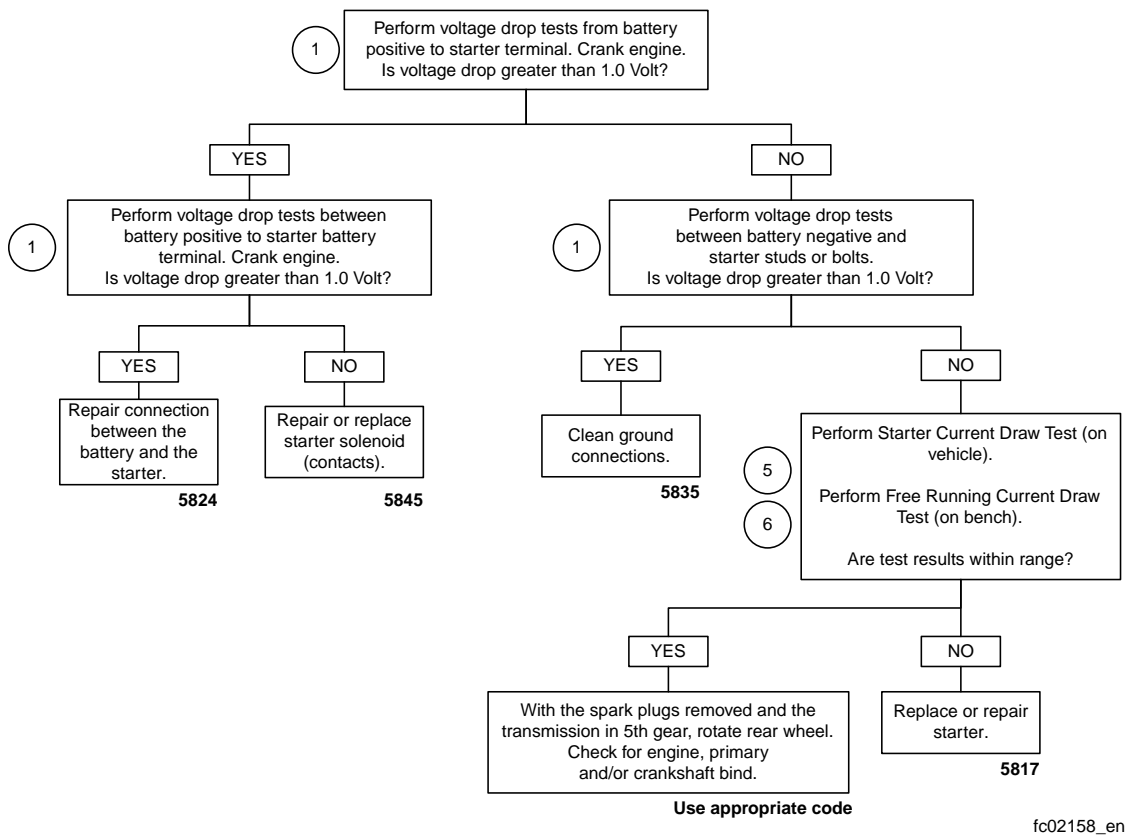 1
Perform voltage drop tests from battery
positive to starter terminal. Crank engine.
Is voltage drop greater than 1.0 Volt?
YES
NO
1
Perform voltage drop tests between
battery positive to starter battery
terminal. Crank engine.
Is voltage drop greater than 1.0 Volt?
1
Perform voltage drop tests
between battery negative and
starter studs or bolts.
Is voltage drop greater than 1.0 Volt?
YES
NO
YES
NO
Repair connection
between the
battery and the
starter.
5824
Repair or replace
starter solenoid
(contacts).
5845
Clean ground
connections.
5835
5
6
Perform Starter Current Draw Test (on
vehicle).
Perform Free Running Current Draw
Test (on bench).
Are test results within range?
YES
NO
With the spark plugs removed and the
transmission in 5th gear, rotate rear wheel.
Check for engine, primary
and/or crankshaft bind.
Use appropriate code
Replace or repair
starter.
5817
fc02158_en